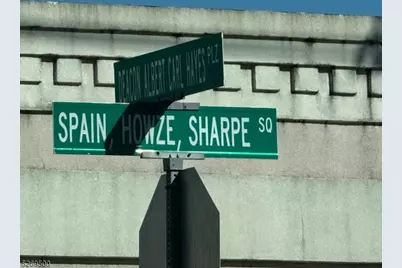 DEACON ALBERT CARL HAYES PLZ
SPAIN, HOWZE, SHARPE SQ